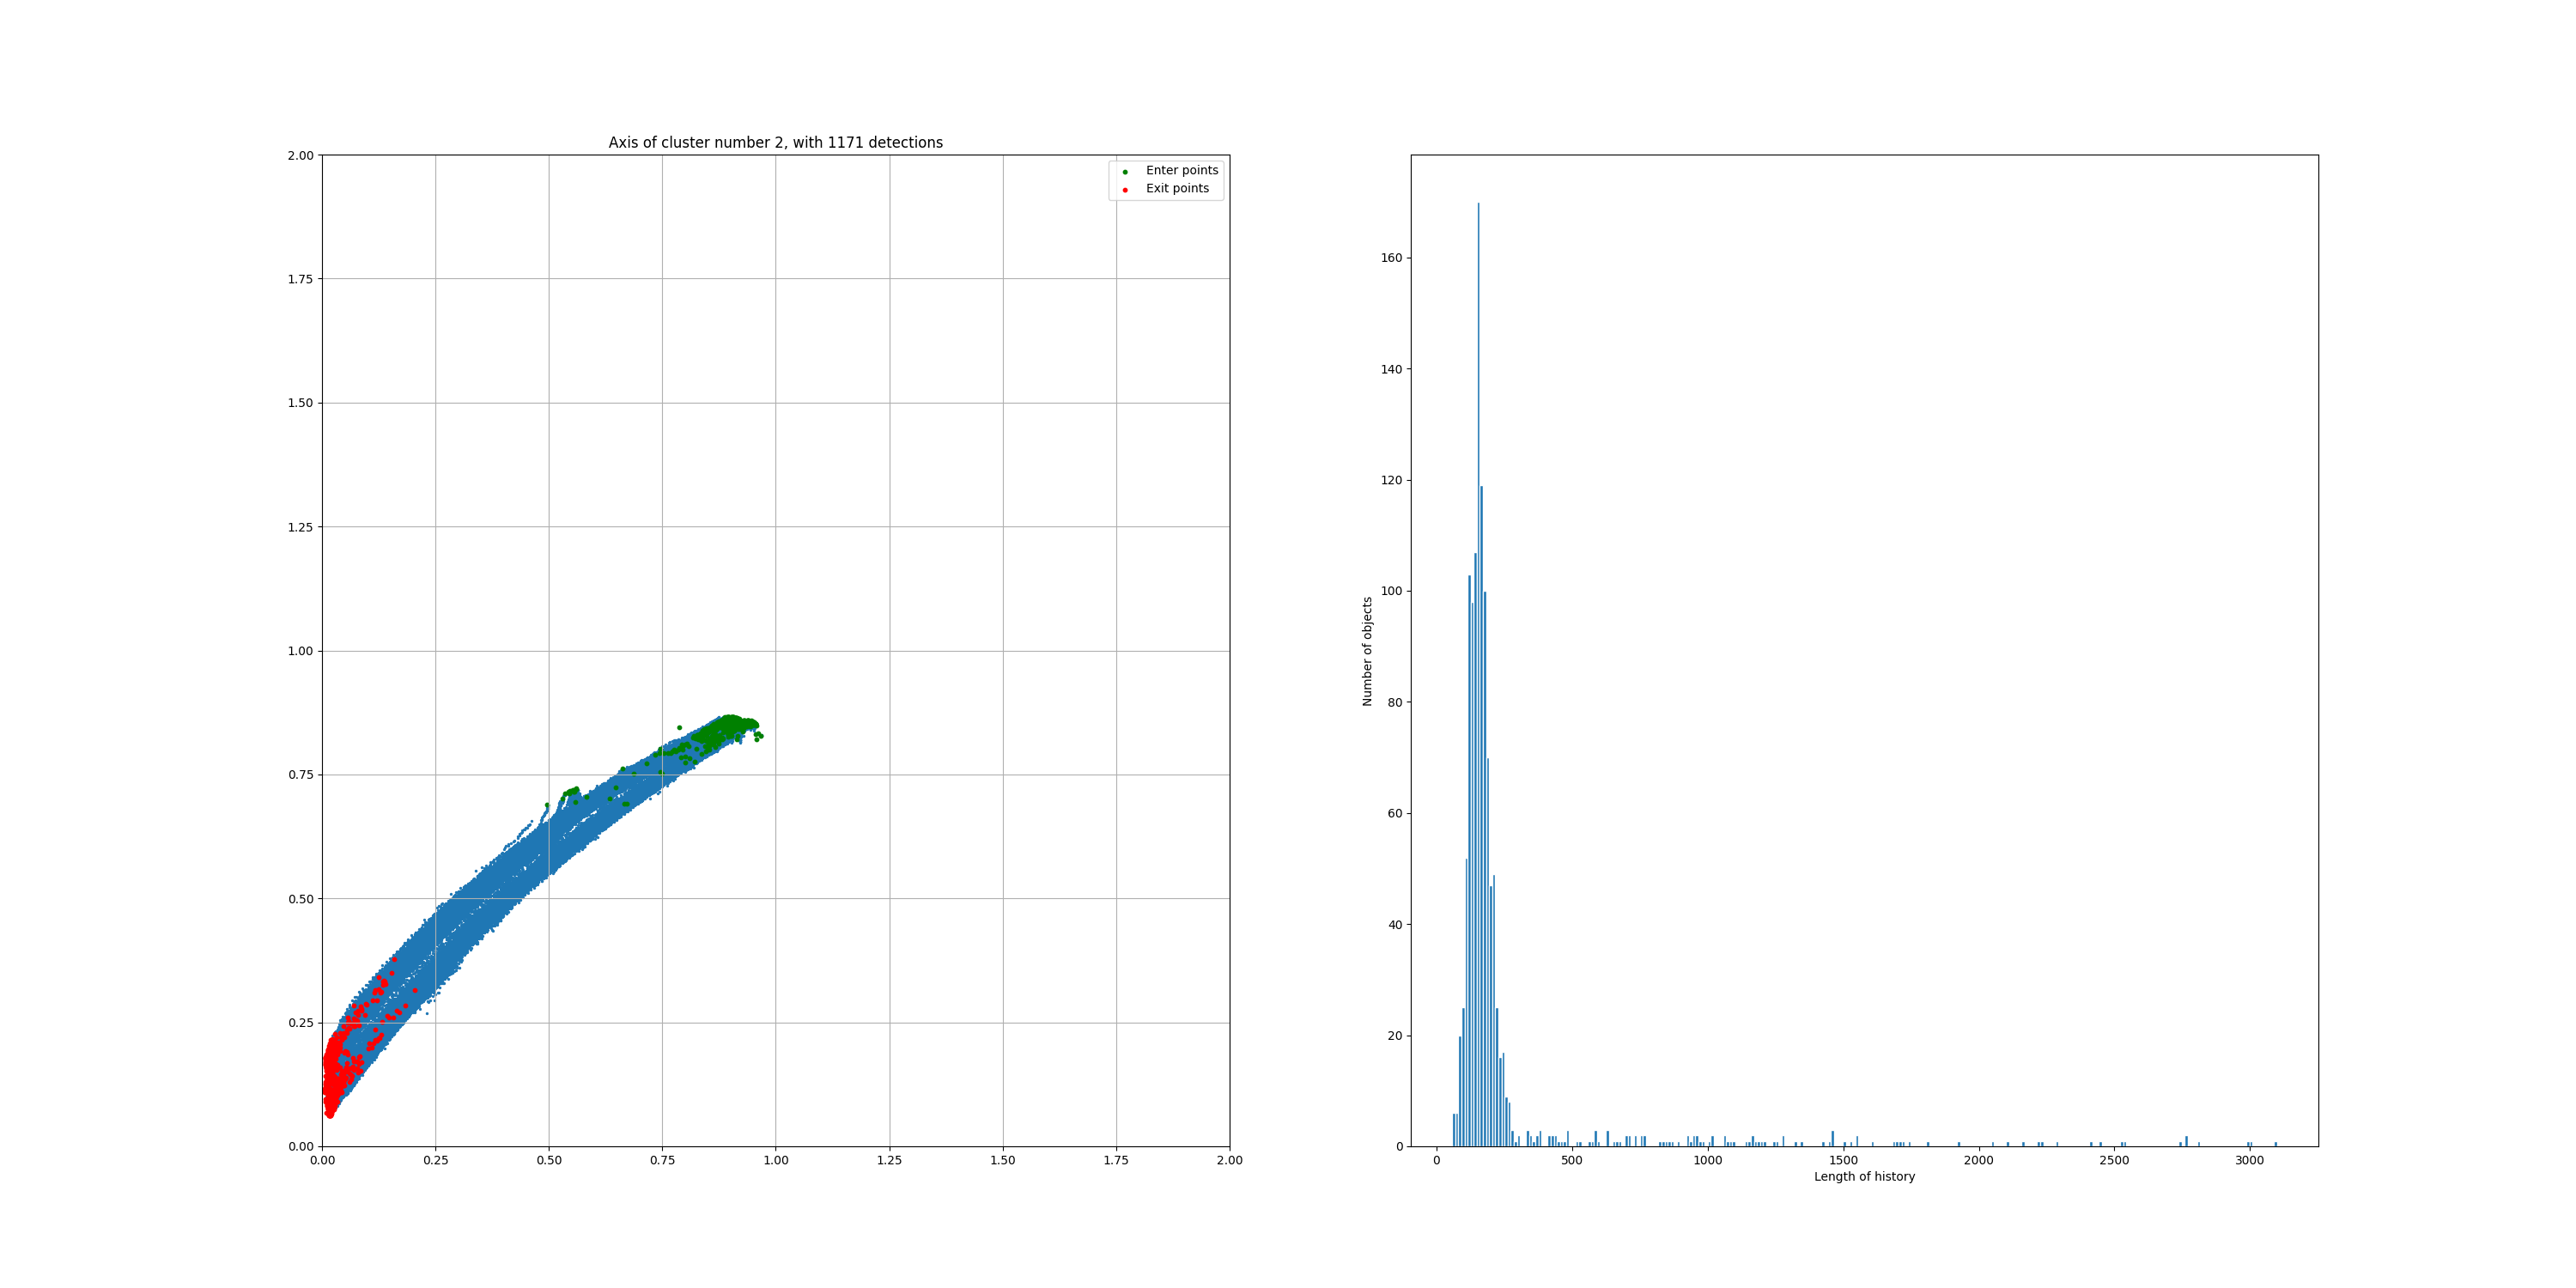 Axis of cluster number 2, with 1171 detections
Enter points
Exit points
2.00
1.75
1.50
1.25
1.00
0.75
0.50
0.25
0.00
0.00 0.25 0.50 0.75 1.00 1.25 1.50 1.75 2.00
Number of objects
160
140
120
100
80
60
40
20
0
0 500 1000 1500 2000 2500 3000
Length of history